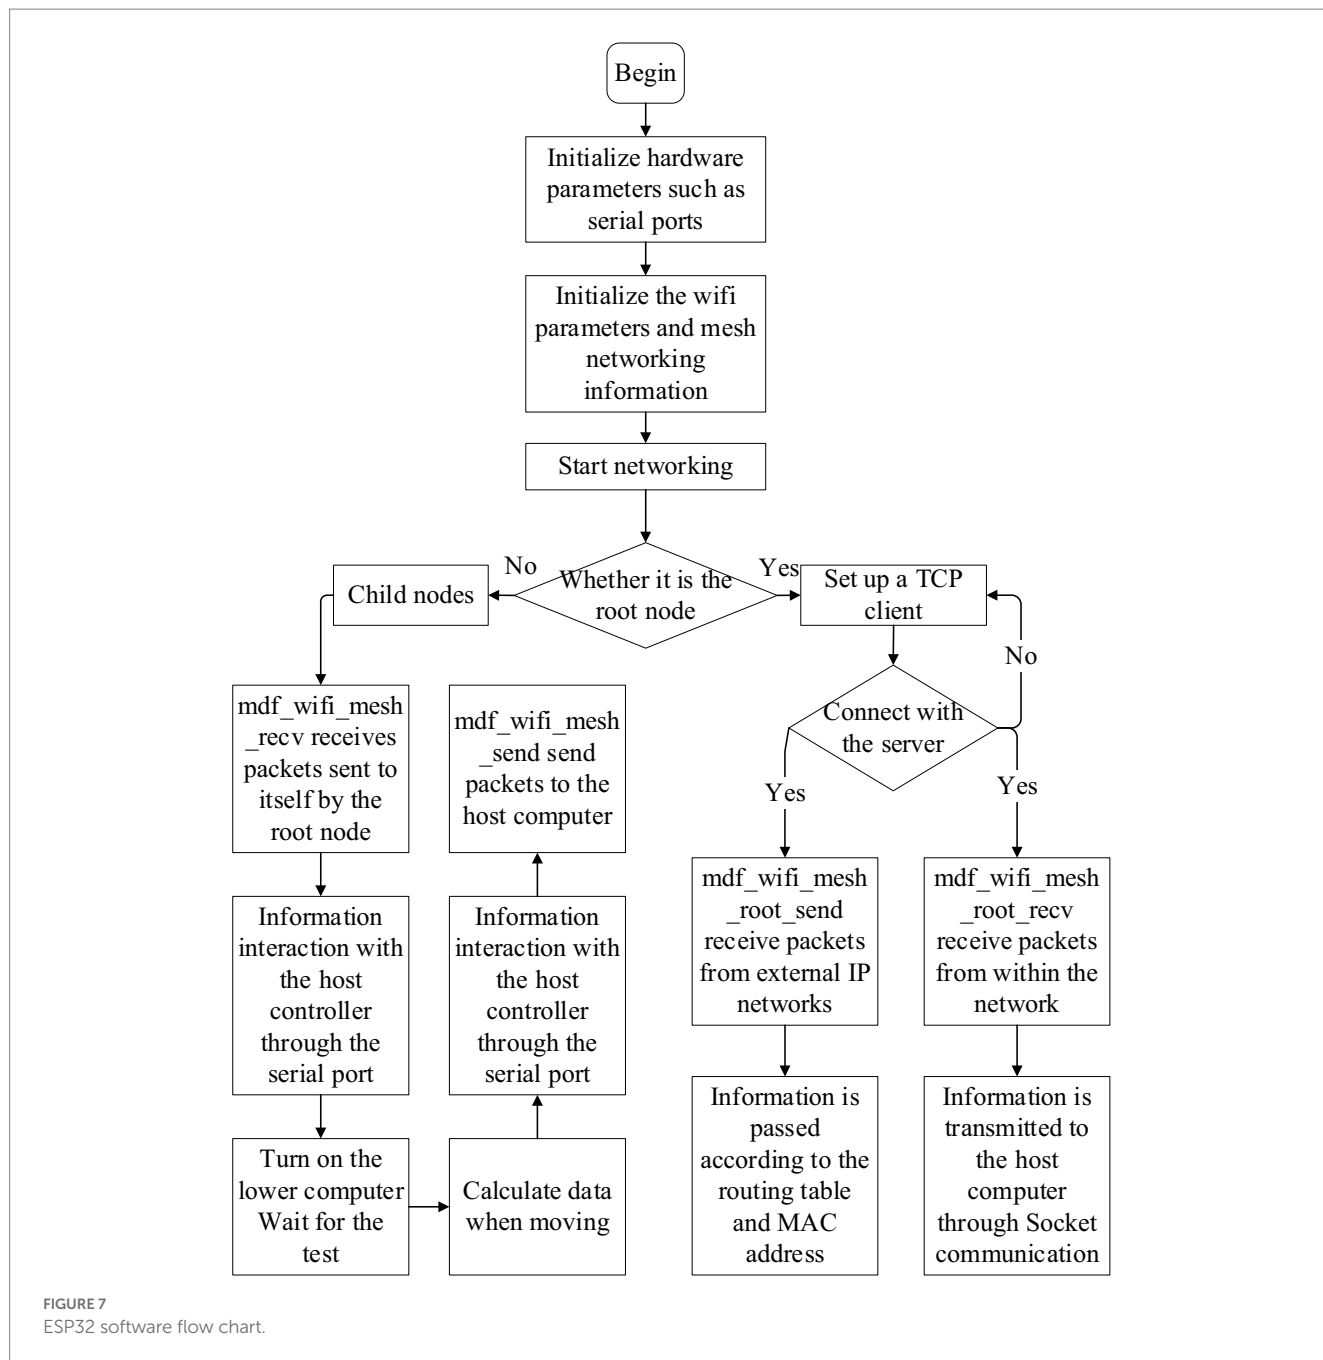 Begin
Initialize hardware
parameters such as
serial ports
Initialize the wifi
parameters and mesh
networking
information
Start networking
No
Whether it is the
root node
Yes
Child nodes
Set up a TCP
client
No
Connect with
the server
Yes
Yes
mdf_wifi_mesh
_recv receives
packets sent to
itself by the
root node
mdf_wifi_mesh
_send send
packets to the
host computer
mdf_wifi_mesh
_root_send
receive packets
from external IP
networks
mdf_wifi_mesh
_root_recv
receive packets
from within the
network
Information
interaction with
the host
controller
through the
serial port
Information
interaction with
the host
controller
through the
serial port
Turn on the
lower computer
Wait for the
test
Calculate data
when moving
Information is
passed
according to the
routing table
and MAC
address
Information is
transmitted to
the host
computer
through Socket
communication
FIGURE 7
ESP32 software flow chart.